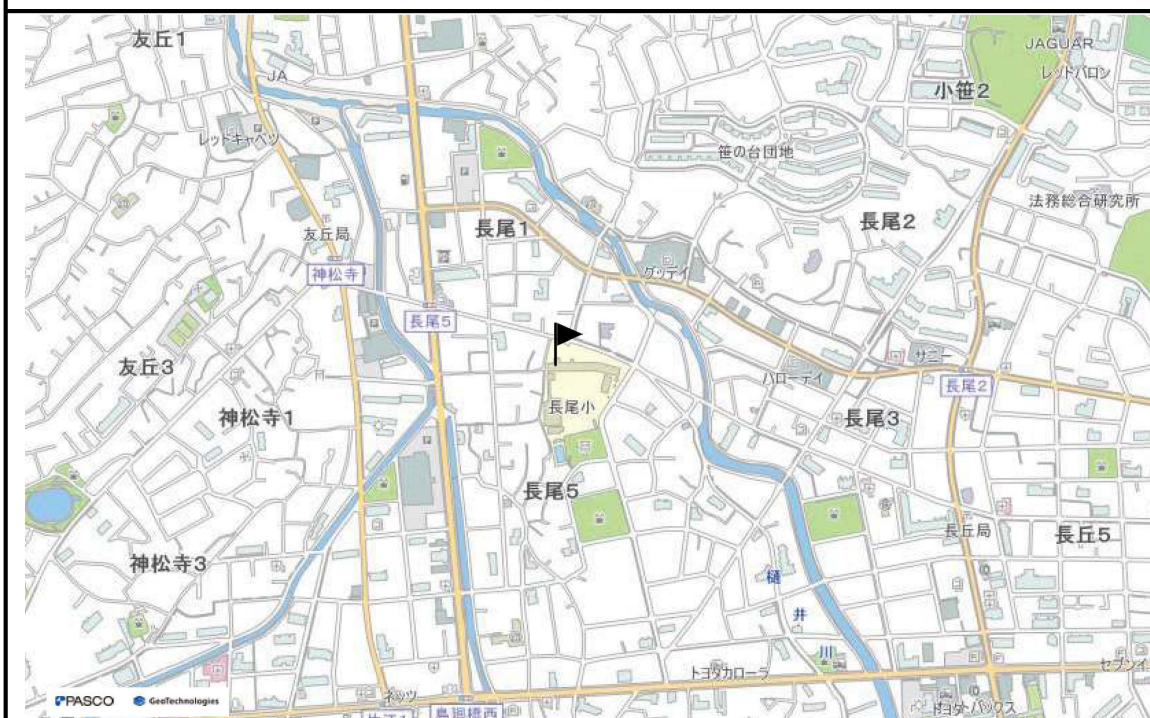 友丘1
JAGUAR
レッドバロン
JA
小笹2
レッドキャベツ
笹の台団地
法務総合研究所
長尾2
長尾1
友丘局
神松寺
グッデイ
長尾5
友丘3
サニー
ハローデイ
長尾2
長尾小
神松寺1
長尾3
長尾5
長丘局
長丘5
神松寺3
樋
井
川
トヨタカローラ
セブンイ
ネッツ
鳥廻橋西
PASCO
GeoTechnologies